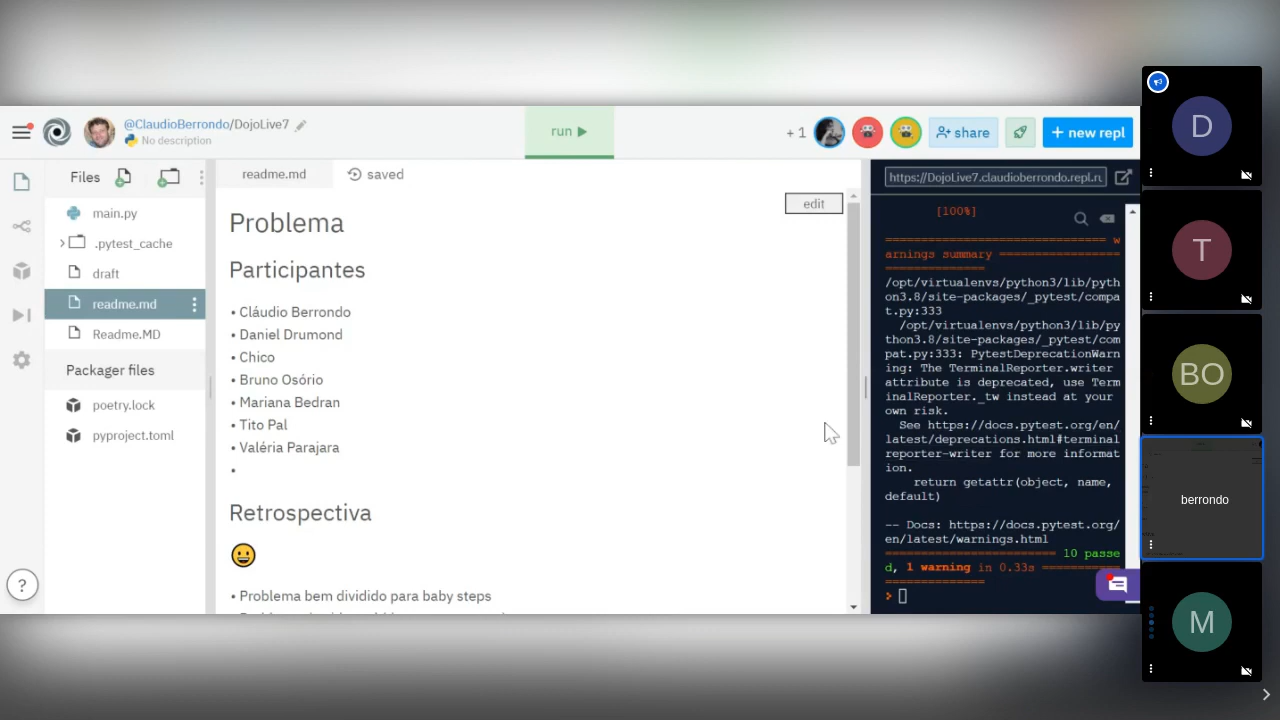 @ClaudioBerrondo/DojoLive7
No description
run
+ 1
share
+ new repl
Files
main.py
.pytest_cache
draft
readme.md
Readme.MD
Packager files
poetry.lock
pyproject.toml
?
readme.md
saved
edit
Problema
Participantes
• Cláudio Berrondo
• Daniel Drumond
• Chico
• Bruno Osório
• Mariana Bedran
• Tito Pal
• Valéria Parajara
•
Retrospectiva
• Problema bem dividido para baby steps
https://DojoLive7.claudioberrondo.repl.ru
[100%]
============================== w
arnings summary =================
==============
/opt/virtualenvs/python3/lib/pyth
on3.8/site-packages/_pytest/compa
t.py:333
/opt/virtualenvs/python3/lib/py
thon3.8/site-packages/_pytest/com
pat.py:333: PytestDeprecationWarn
ing: The TerminalReporter.writer
attribute is deprecated, use Term
inalReporter._tw instead at your
own risk.
See https://docs.pytest.org/en/
latest/deprecations.html#terminal
reporter-writer for more informat
ion.
return getattr(object, name,
default)
-- Docs: https://docs.pytest.org/
en/latest/warnings.html
======================== 10 passe
d, 1 warning in 0.33s ===========
==============
D
T
BO
berrondo
M